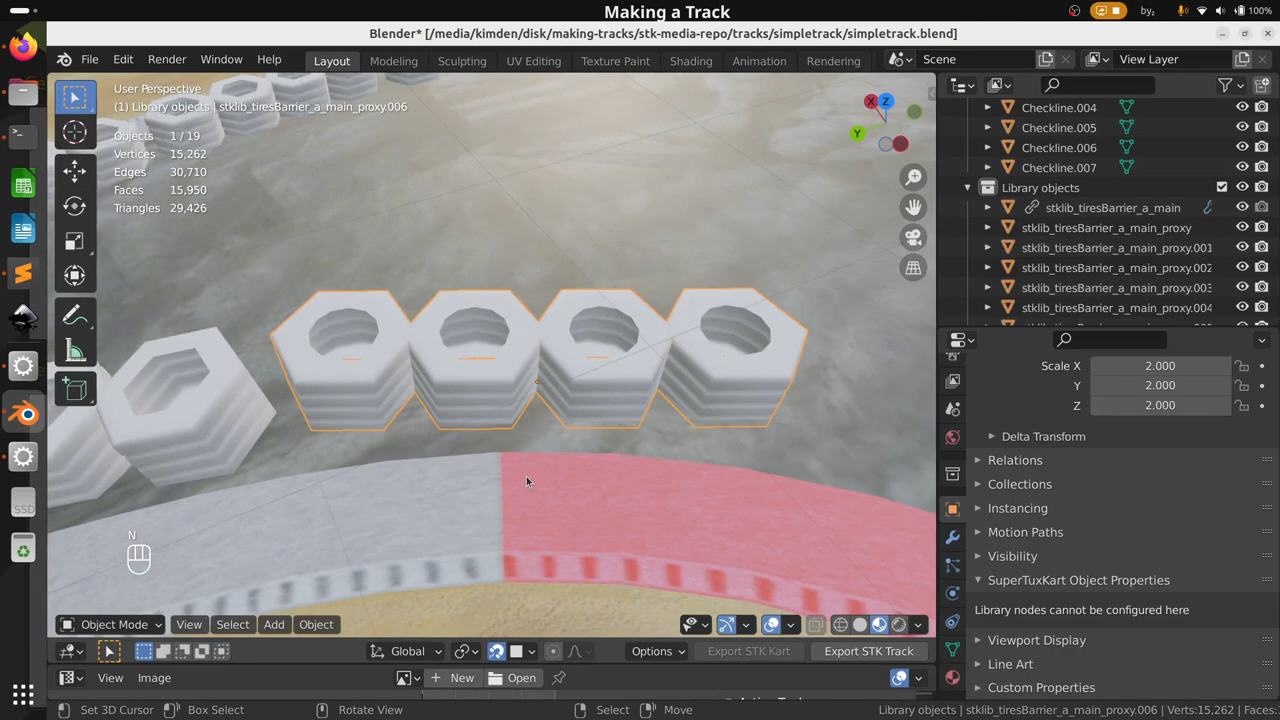 Making a Track
by₂
100%
Blender* [/media/kimden/disk/making-tracks/stk-media-repo/tracks/simpletrack/simpletrack.blend]
File Edit Render Window Help Layout Modeling Sculpting UV Editing Texture Paint Shading Animation Rendering Scene View Layer
User Perspective
(1) Library objects | stklib_tiresBarrier_a_main_proxy.006
Objects 1 / 19
Vertices 15,262
Edges 30,710
Faces 15,950
Triangles 29,426
X Z
Y
N
Checkline.004
Checkline.005
Checkline.006
Checkline.007
Library objects
stklib_tiresBarrier_a_main
stklib_tiresBarrier_a_main_proxy
stklib_tiresBarrier_a_main_proxy.001
stklib_tiresBarrier_a_main_proxy.002
stklib_tiresBarrier_a_main_proxy.003
stklib_tiresBarrier_a_main_proxy.004
Scale X 2.000
Y 2.000
Z 2.000
Delta Transform
Relations
Collections
Instancing
Motion Paths
Visibility
SuperTuxKart Object Properties
Library nodes cannot be configured here
Viewport Display
Line Art
Custom Properties
SSD
Object Mode View Select Add Object
Global Options Export STK Kart Export STK Track
View Image New Open
Set 3D Cursor Box Select Rotate View Select Move Library objects | stklib_tiresBarrier_a_main_proxy.006 | Verts:15,262 | Faces: